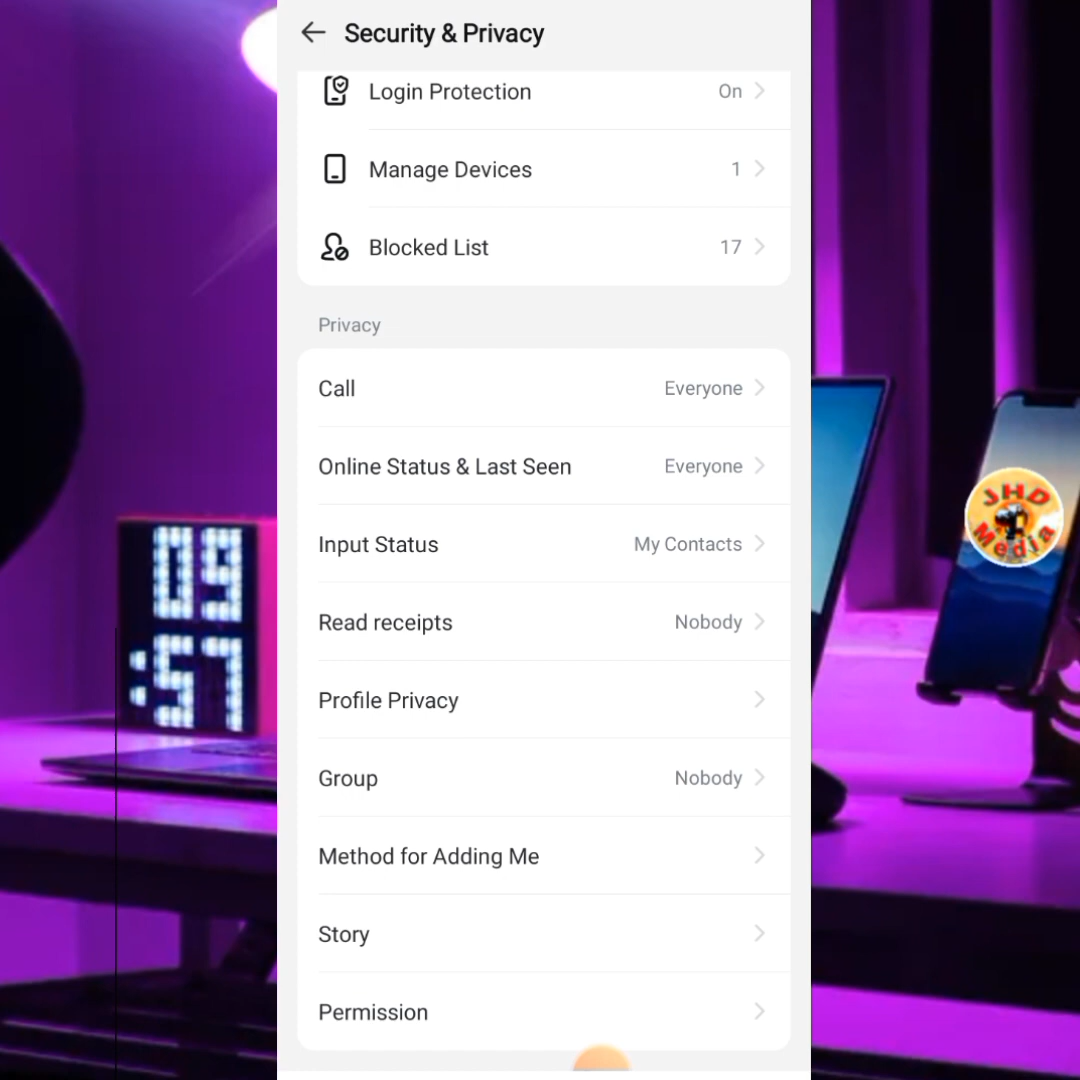 Security & Privacy
Login Protection On
Manage Devices 1
Blocked List 17
Privacy
Call Everyone
Online Status & Last Seen Everyone
Input Status My Contacts
Read receipts Nobody
Profile Privacy
Group Nobody
Method for Adding Me
Story
Permission
09
:57
JHD
Media